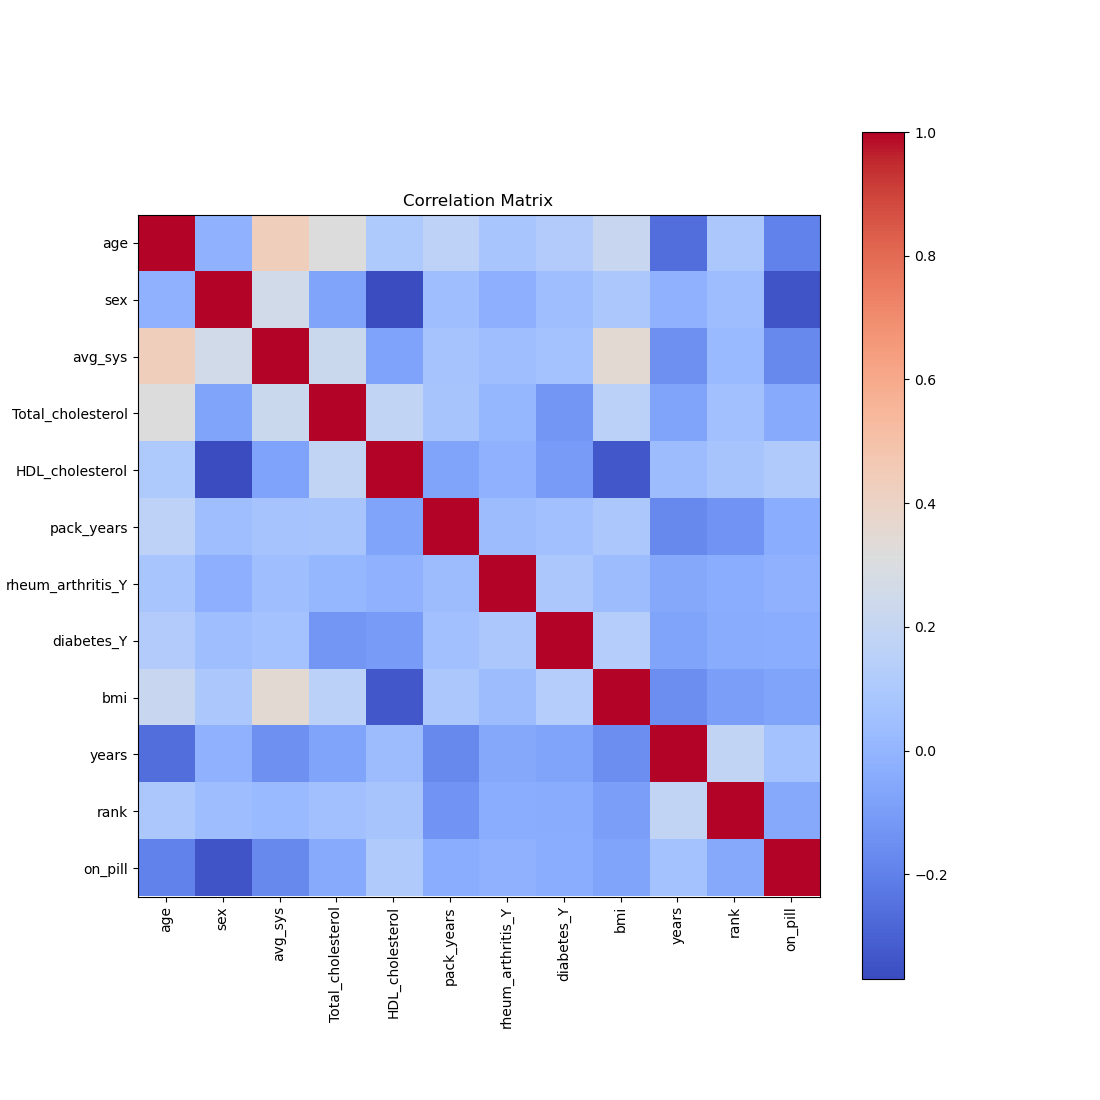 Correlation Matrix
age
sex
avg_sys
Total_cholesterol
HDL_cholesterol
pack_years
rheum_arthritis_Y
diabetes_Y
bmi
years
rank
on_pill
age
sex
avg_sys
Total_cholesterol
HDL_cholesterol
pack_years
rheum_arthritis_Y
diabetes_Y
bmi
years
rank
on_pill
1.0
0.8
0.6
0.4
0.2
0.0
−0.2